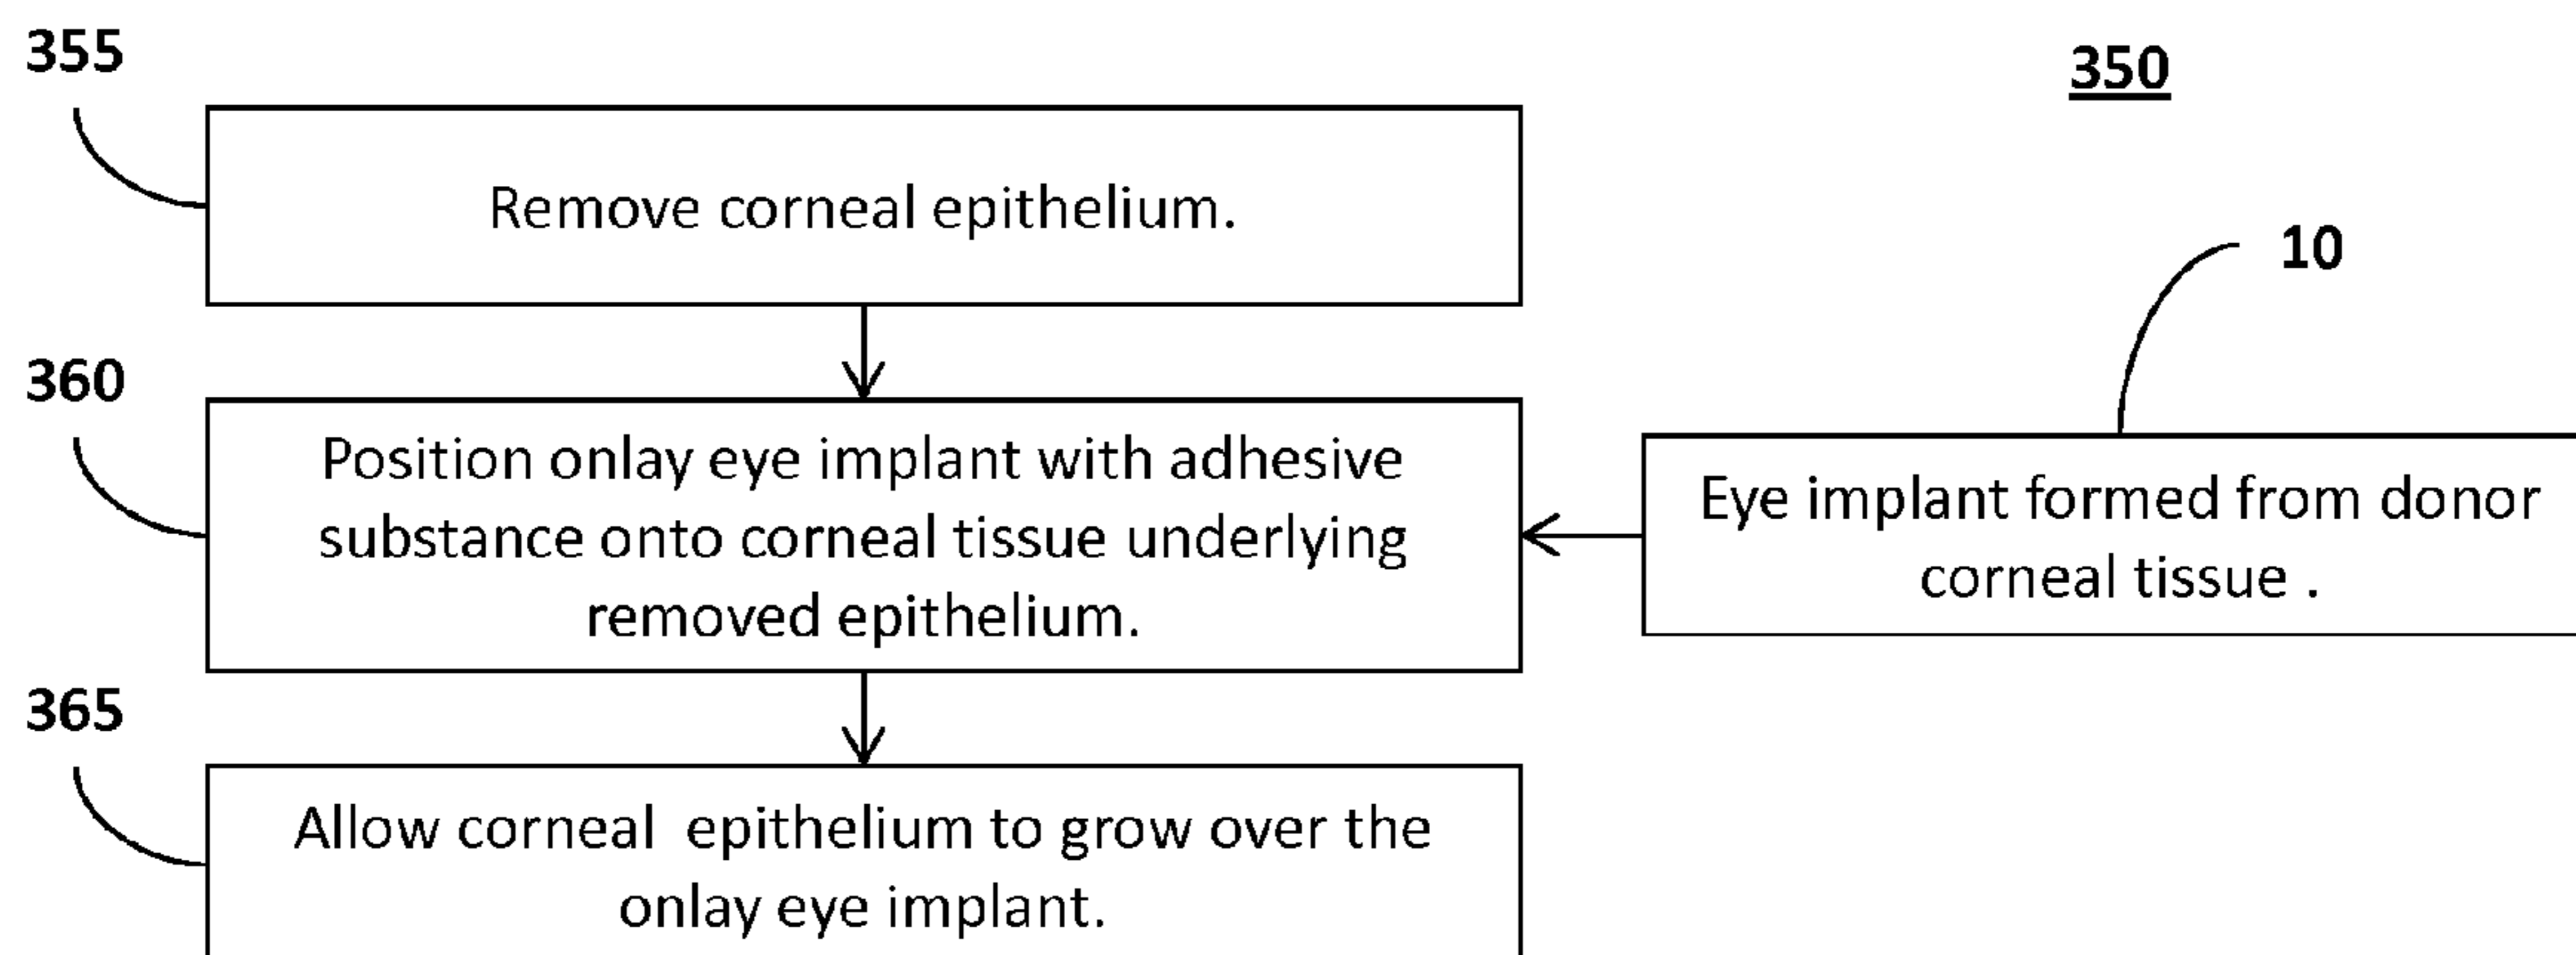 355
350
Remove corneal epithelium.
10
360
Position onlay eye implant with adhesive
substance onto corneal tissue underlying
removed epithelium.
Eye implant formed from donor
corneal tissue .
365
Allow corneal  epithelium to grow over the
onlay eye implant.